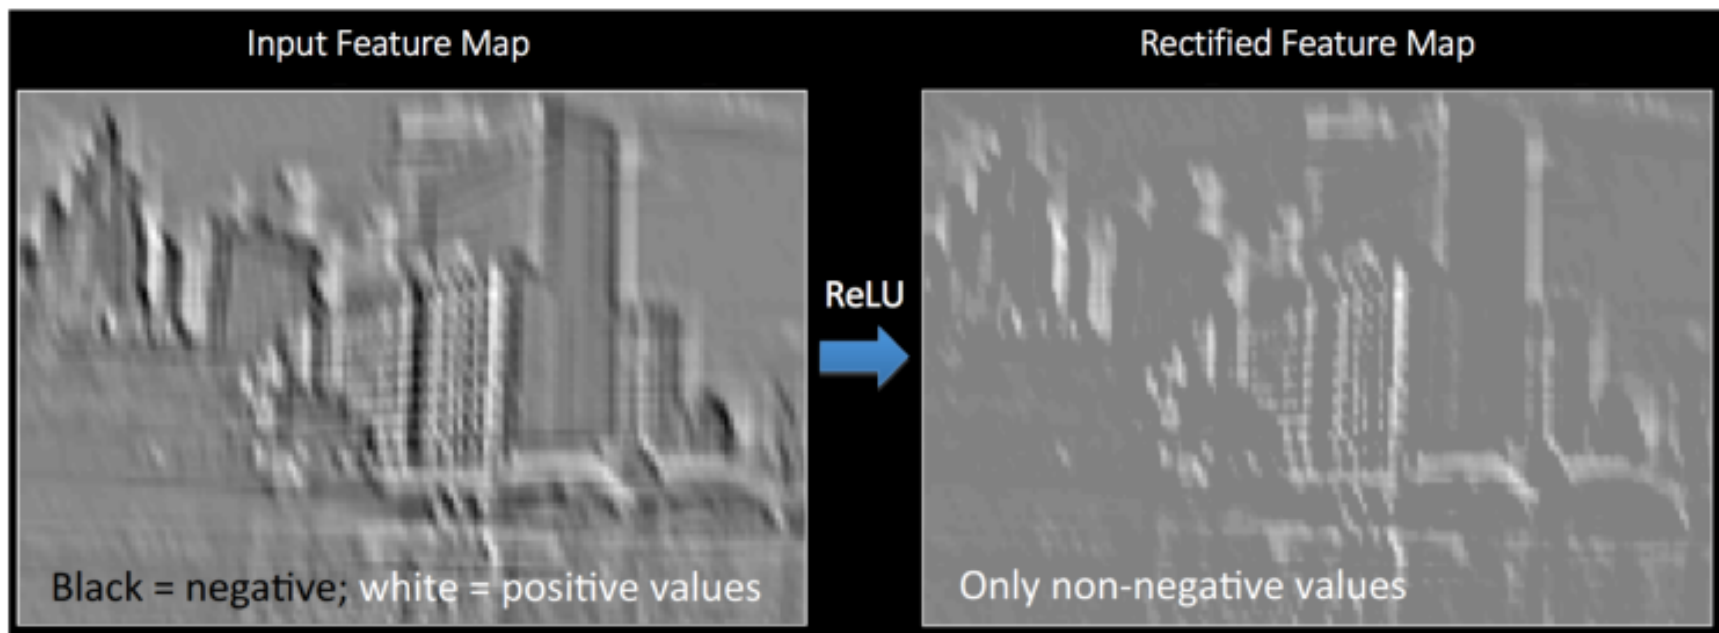 Input Feature Map
Rectified Feature Map
ReLU
Black = negative; white = positive values
Only non-negative values